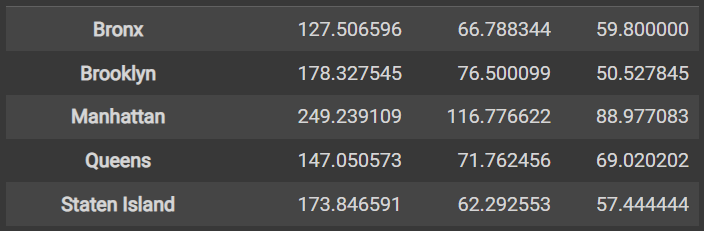 Bronx 127.506596 66.788344 59.800000
Brooklyn 178.327545 76.500099 50.527845
Manhattan 249.239109 116.776622 88.977083
Queens 147.050573 71.762456 69.020202
Staten Island 173.846591 62.292553 57.444444